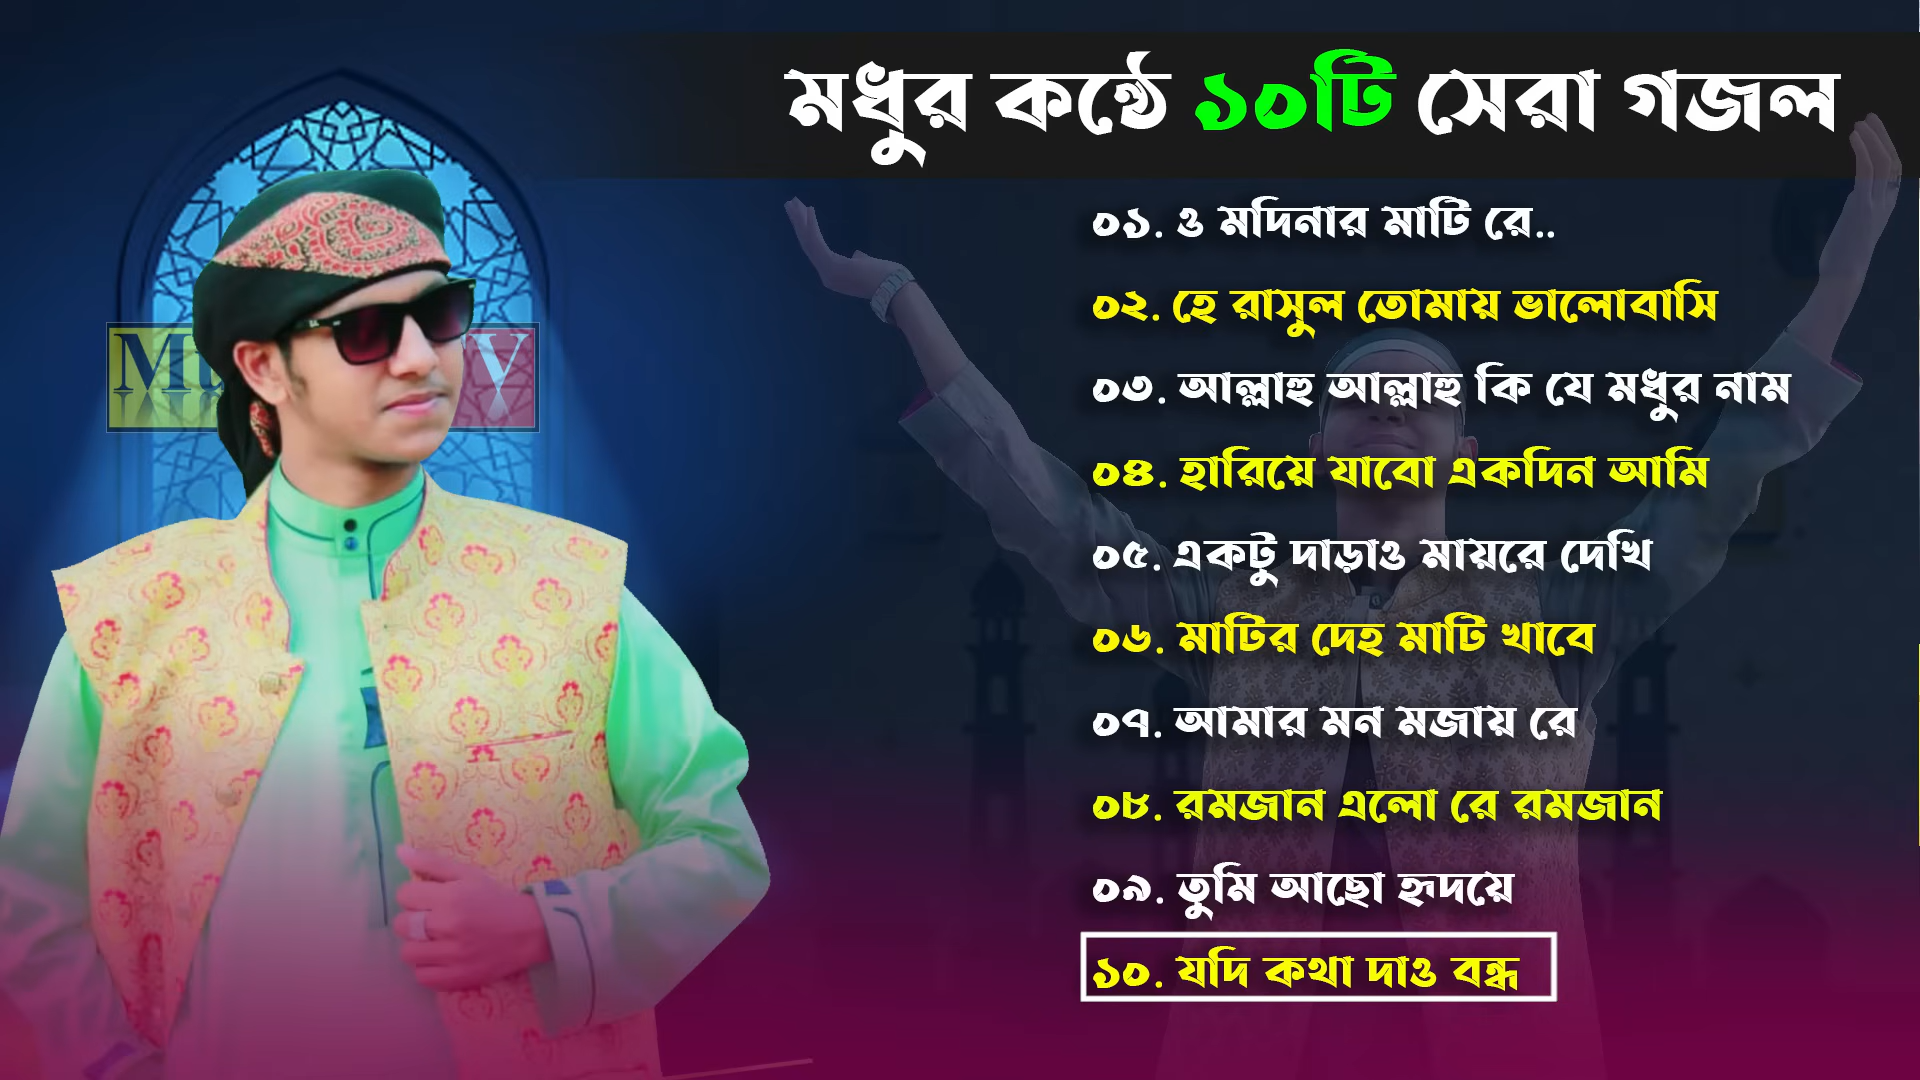 মধুর কন্ঠে ১০টি সেরা গজল
০১. ও মদিনার মাটি রে..
০২. হে রাসুল তোমায় ভালোবাসি
০৩. আল্লাহু আল্লাহু কি যে মধুর নাম
০৪. হারিয়ে যাবো একদিন আমি
০৫. একটু দাড়াও মায়রে দেখি
০৬. মাটির দেহ মাটি খাবে
০৭. আমার মন মজায় রে
০৮. রমজান এলো রে রমজান
০৯. তুমি আছো হৃদয়ে
১০. যদি কথা দাও বন্ধ